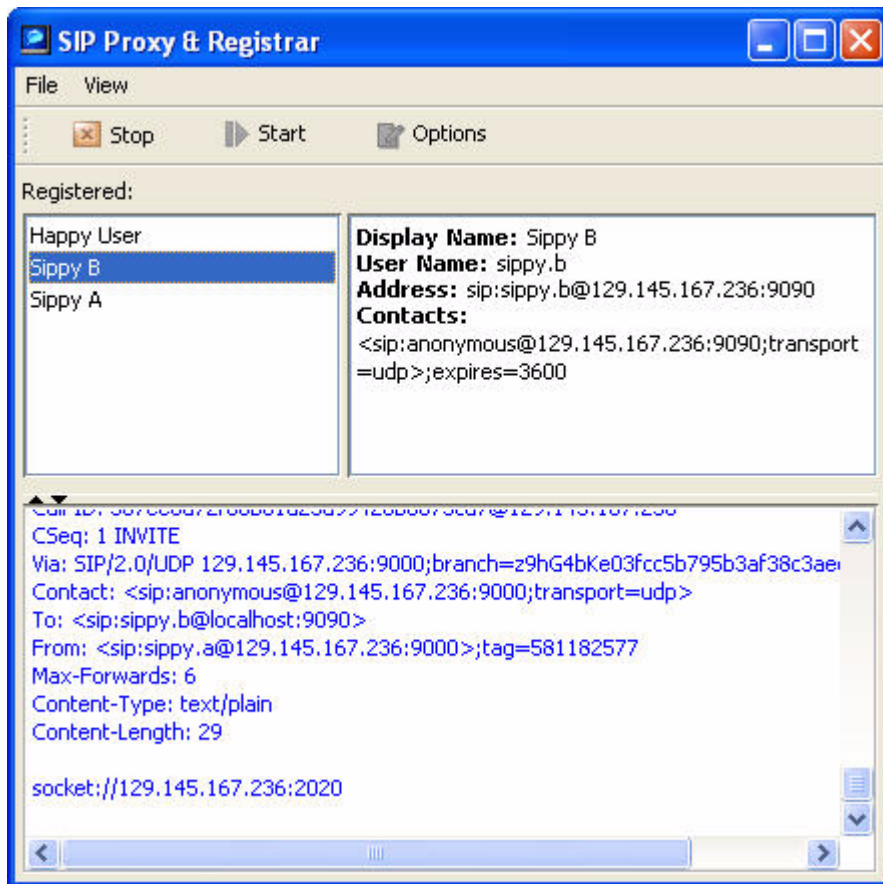 SIP Proxy & Registrar
File View
Stop Start Options
Registered:
Happy User
Sippy B
Sippy A
Display Name: Sippy B
User Name: sippy.b
Address: sip:sippy.b@129.145.167.236:9090
Contacts:
<sip:anonymous@129.145.167.236:9090;transport
=udp>;expires=3600
CSeq: 1 INVITE
Via: SIP/2.0/UDP 129.145.167.236:9000;branch=z9hG4bKe03fcc5b795b3af38c3ae
Contact: <sip:anonymous@129.145.167.236:9000;transport=udp>
To: <sip:sippy.b@localhost:9090>
From: <sip:sippy.a@129.145.167.236:9000>;tag=581182577
Max-Forwards: 6
Content-Type: text/plain
Content-Length: 29
socket://129.145.167.236:2020